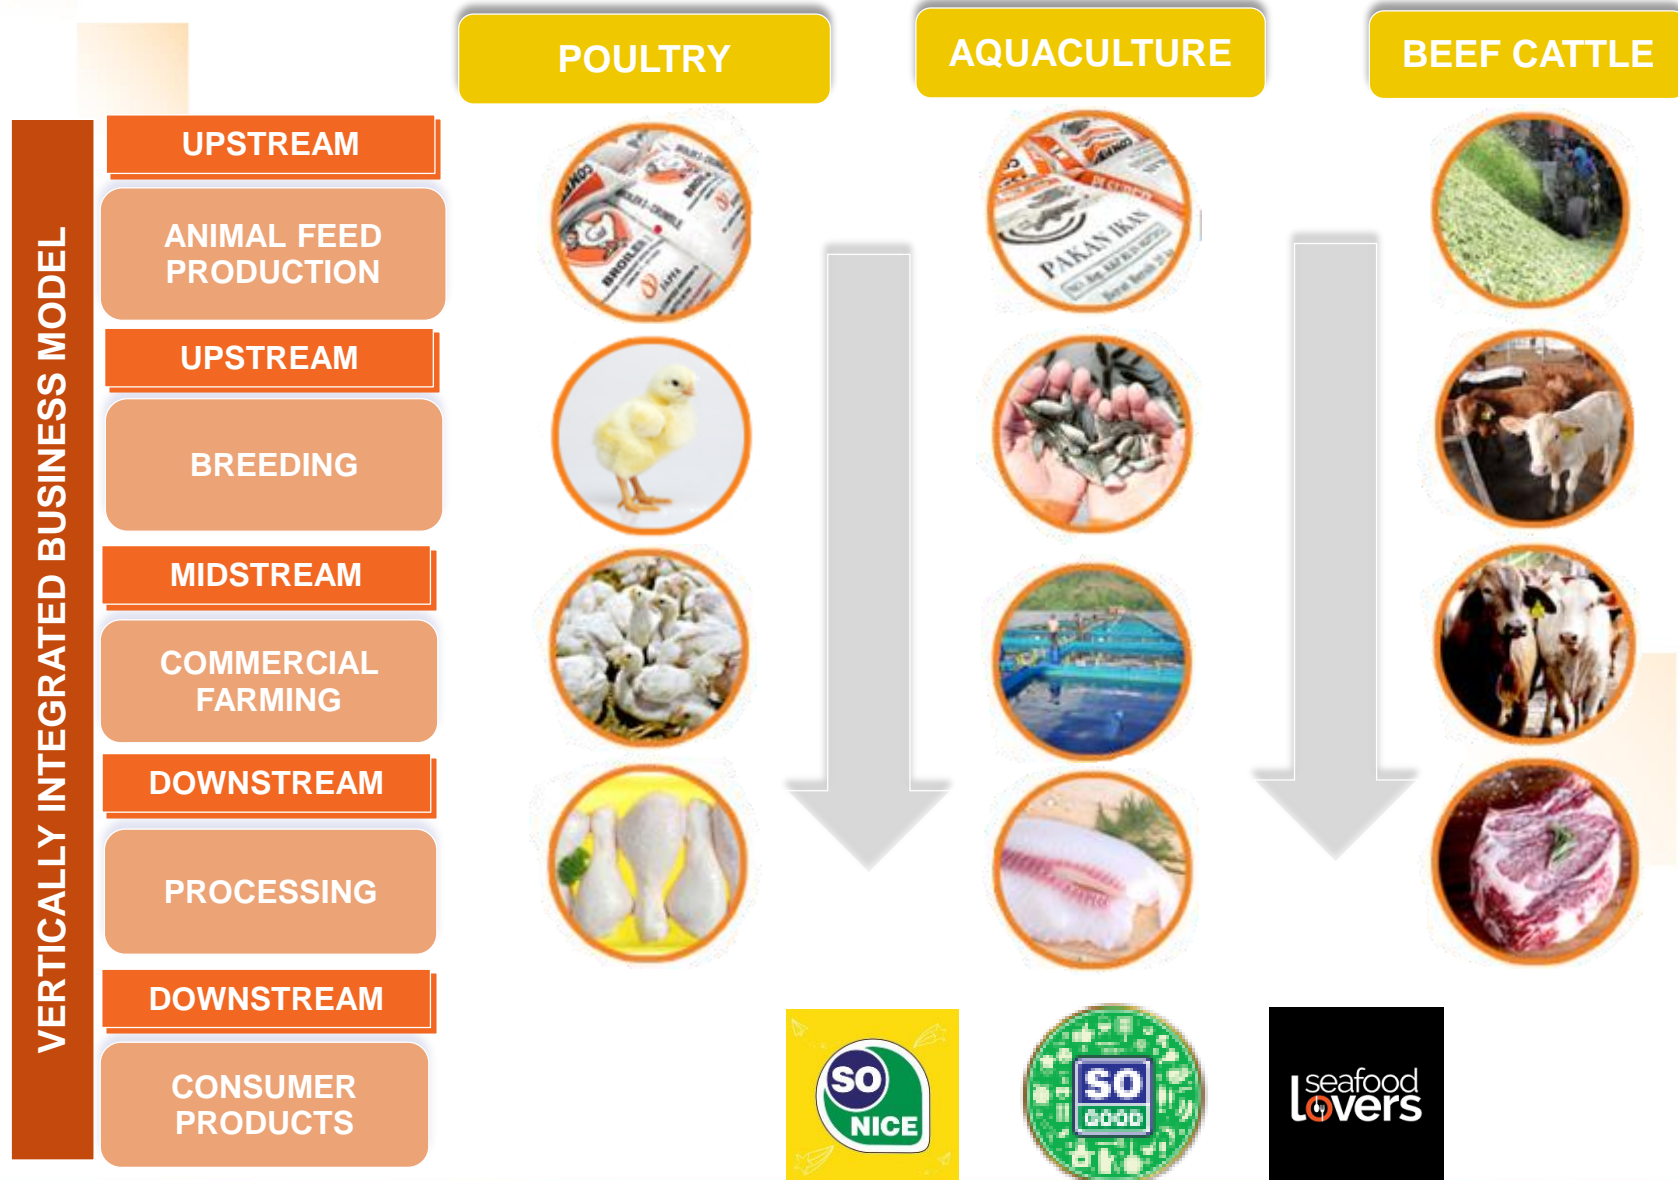 POULTRY
AQUACULTURE
BEEF CATTLE
VERTICALLY INTEGRATED BUSINESS MODEL
UPSTREAM
ANIMAL FEED
PRODUCTION
BROILER
JAPFA
PAKAN IKAN
UPSTREAM
BREEDING
MIDSTREAM
COMMERCIAL
FARMING
DOWNSTREAM
PROCESSING
DOWNSTREAM
CONSUMER
PRODUCTS
SO
NICE
SO
GOOD
seafood
lovers